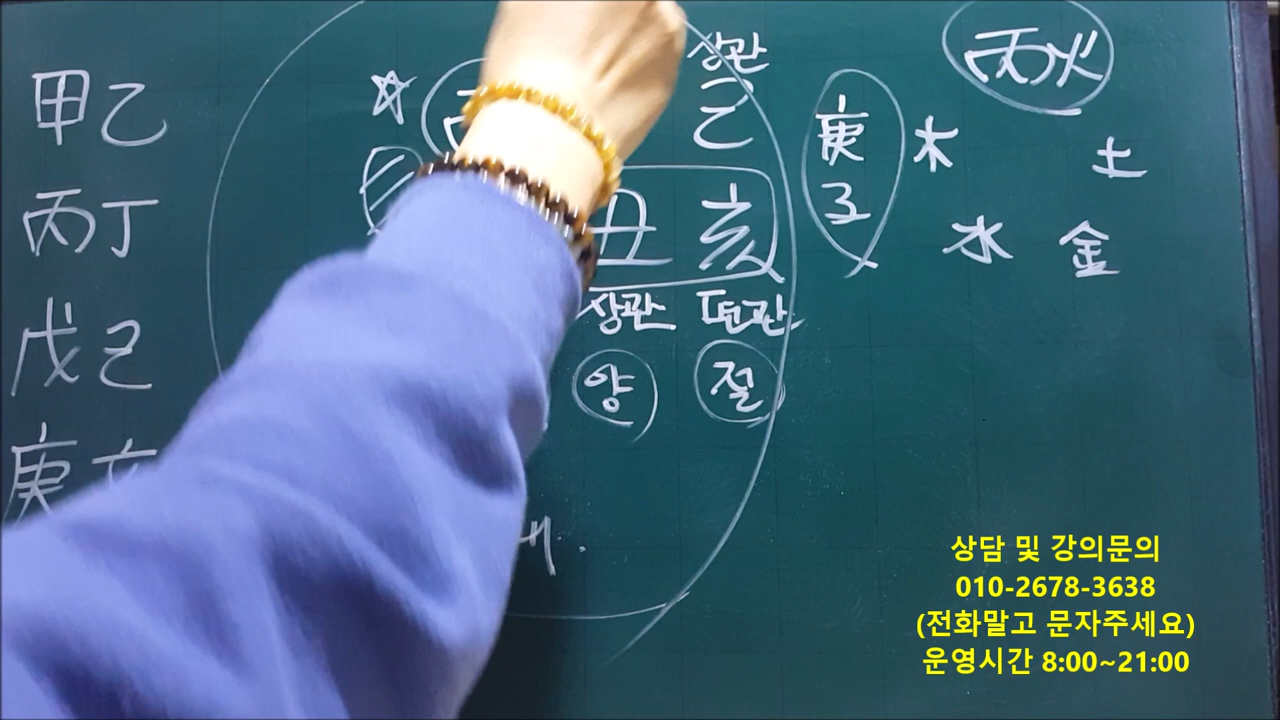 甲乙
丙丁
戊己
庚
상관
乙
丑亥
상관 편관
양 절
庚
子
丙火
木 土
水 金
상담 및 강의문의
010-2678-3638
(전화말고 문자주세요)
운영시간 8:00~21:00